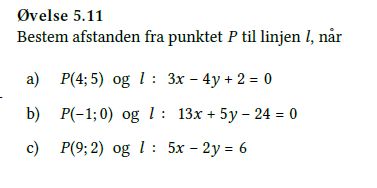 Øvelse 5.11
Bestem afstanden fra punktet P til linjen l, når
a) P(4; 5) og l : 3x − 4y + 2 = 0
b) P(−1; 0) og l : 13x + 5y − 24 = 0
c) P(9; 2) og l : 5x − 2y = 6